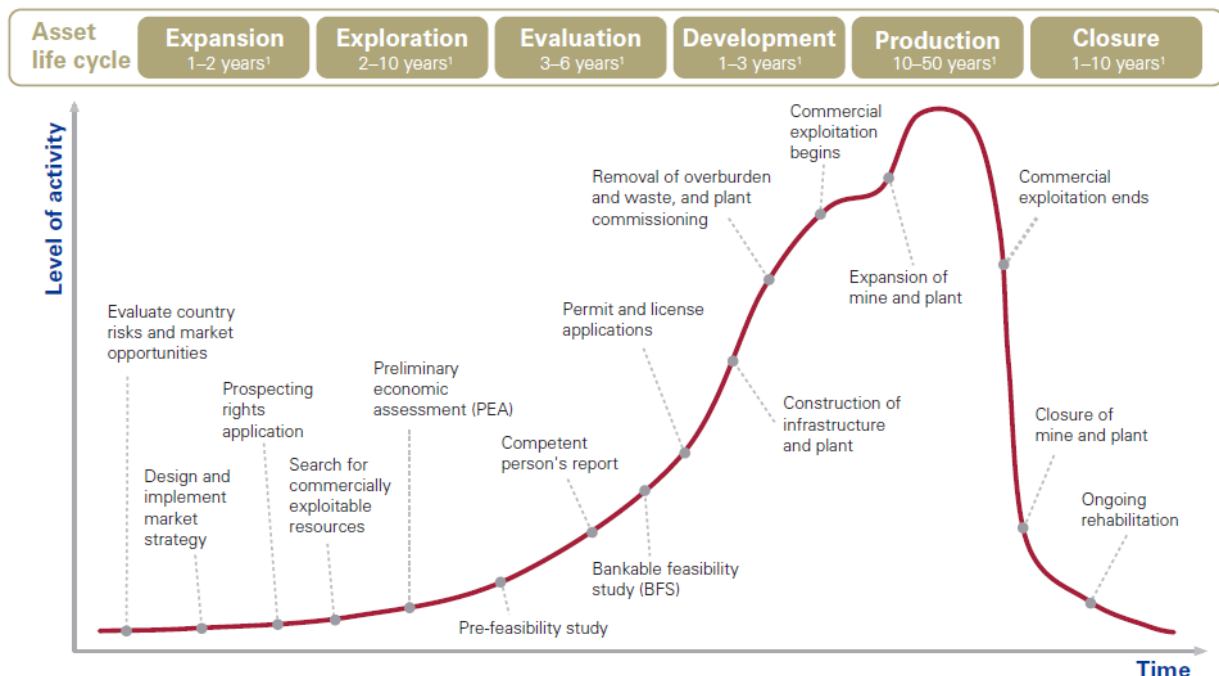 Asset
life cycle
Expansion
1–2 years¹
Exploration
2–10 years¹
Evaluation
3–6 years¹
Development
1–3 years¹
Production
10–50 years¹
Closure
1–10 years¹
Level of activity
Evaluate country
risks and market
opportunities
Design and
implement
market
strategy
Prospecting
rights
application
Search for
commercially
exploitable
resources
Preliminary
economic
assessment (PEA)
Pre-feasibility study
Competent
person's report
Bankable feasibility
study (BFS)
Permit and license
applications
Construction of
infrastructure
and plant
Removal of overburden
and waste, and plant
commissioning
Commercial
exploitation
begins
Expansion of
mine and plant
Commercial
exploitation ends
Closure of
mine and plant
Ongoing
rehabilitation
Time